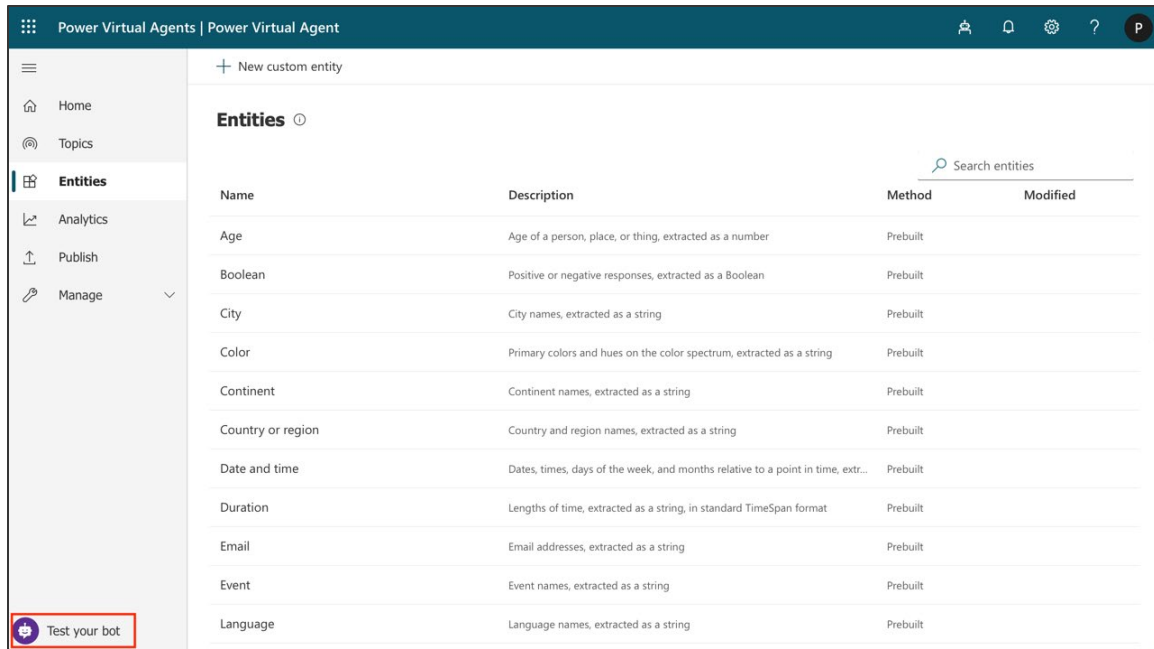 Power Virtual Agents | Power Virtual Agent
?
P
+ New custom entity
Home
Topics
Entities
Analytics
Publish
Manage
Test your bot
Entities
Search entities
Name Description Method Modified
Age Age of a person, place, or thing, extracted as a number Prebuilt
Boolean Positive or negative responses, extracted as a Boolean Prebuilt
City City names, extracted as a string Prebuilt
Color Primary colors and hues on the color spectrum, extracted as a string Prebuilt
Continent Continent names, extracted as a string Prebuilt
Country or region Country and region names, extracted as a string Prebuilt
Date and time Dates, times, days of the week, and months relative to a point in time, extr... Prebuilt
Duration Lengths of time, extracted as a string, in standard TimeSpan format Prebuilt
Email Email addresses, extracted as a string Prebuilt
Event Event names, extracted as a string Prebuilt
Language Language names, extracted as a string Prebuilt